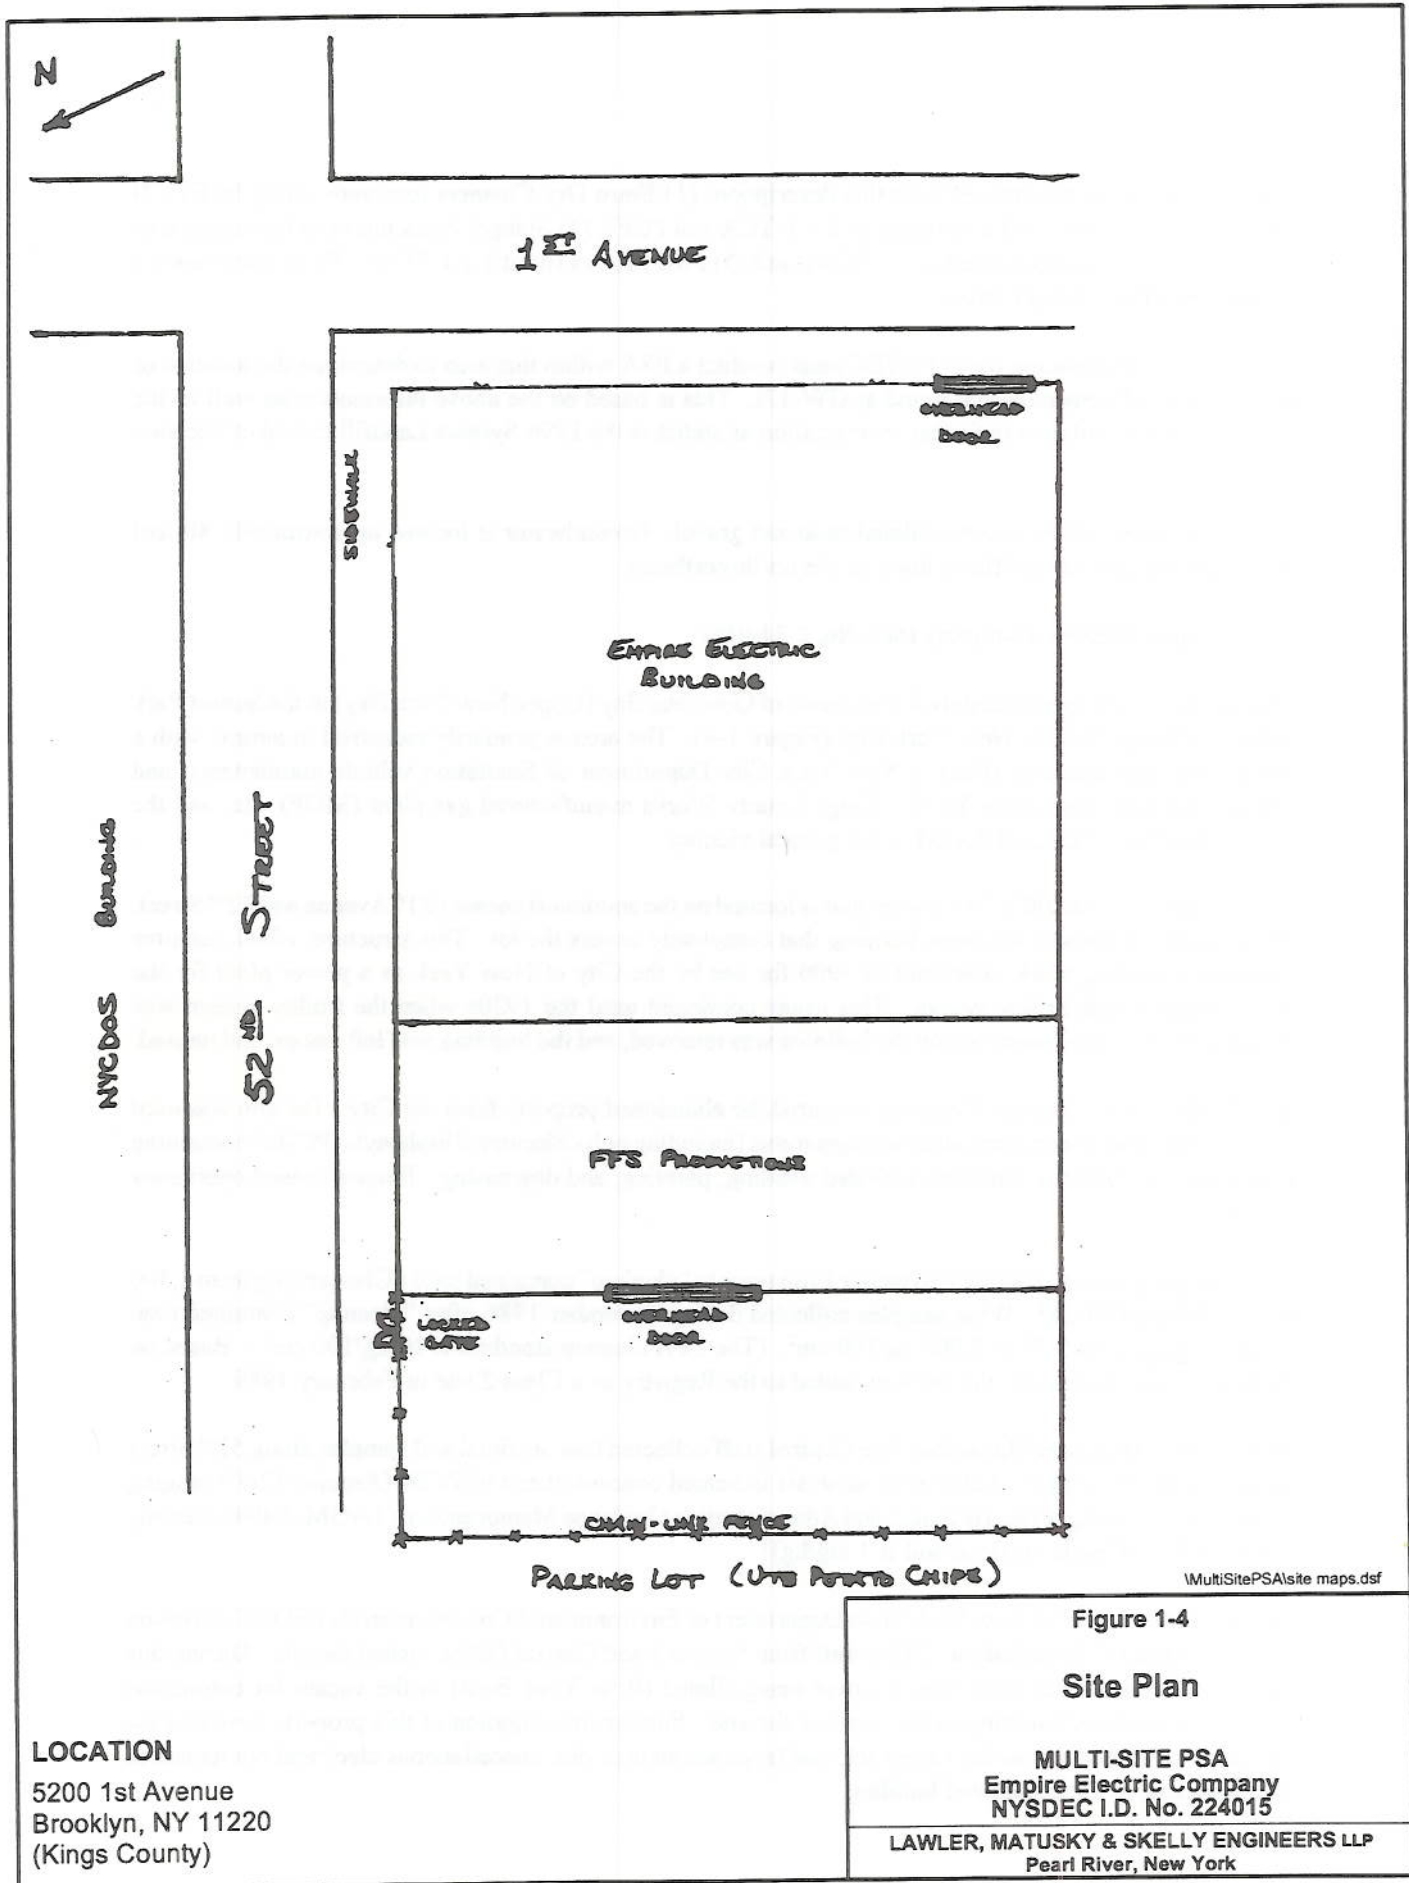 N
1ST AVENUE
OVERHEAD
DOOR
SIDEWALK
EMPIRE ELECTRIC
BUILDING
NYCDOS BUILDING
52ND STREET
FFS PRODUCTIONS
LOCKED
GATE
OVERHEAD
DOOR
CHAIN-LINK FENCE
PARKING LOT (UTB POTATO CHIPS)
\MultiSitePSA\site maps.dsf
Figure 1-4
Site Plan
MULTI-SITE PSA
Empire Electric Company
NYSDEC I.D. No. 224015
LAWLER, MATUSKY & SKELLY ENGINEERS LLP
Pearl River, New York
LOCATION
5200 1st Avenue
Brooklyn, NY 11220
(Kings County)